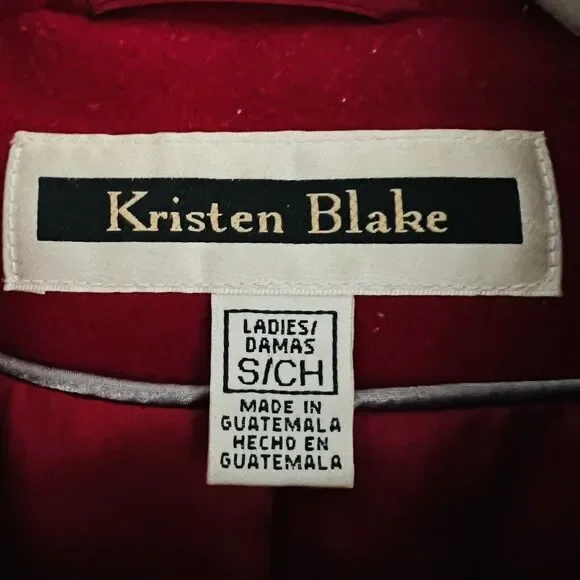 Kristen Blake
LADIES/
DAMAS
S/CH
MADE IN
GUATEMALA
HECHO EN
GUATEMALA